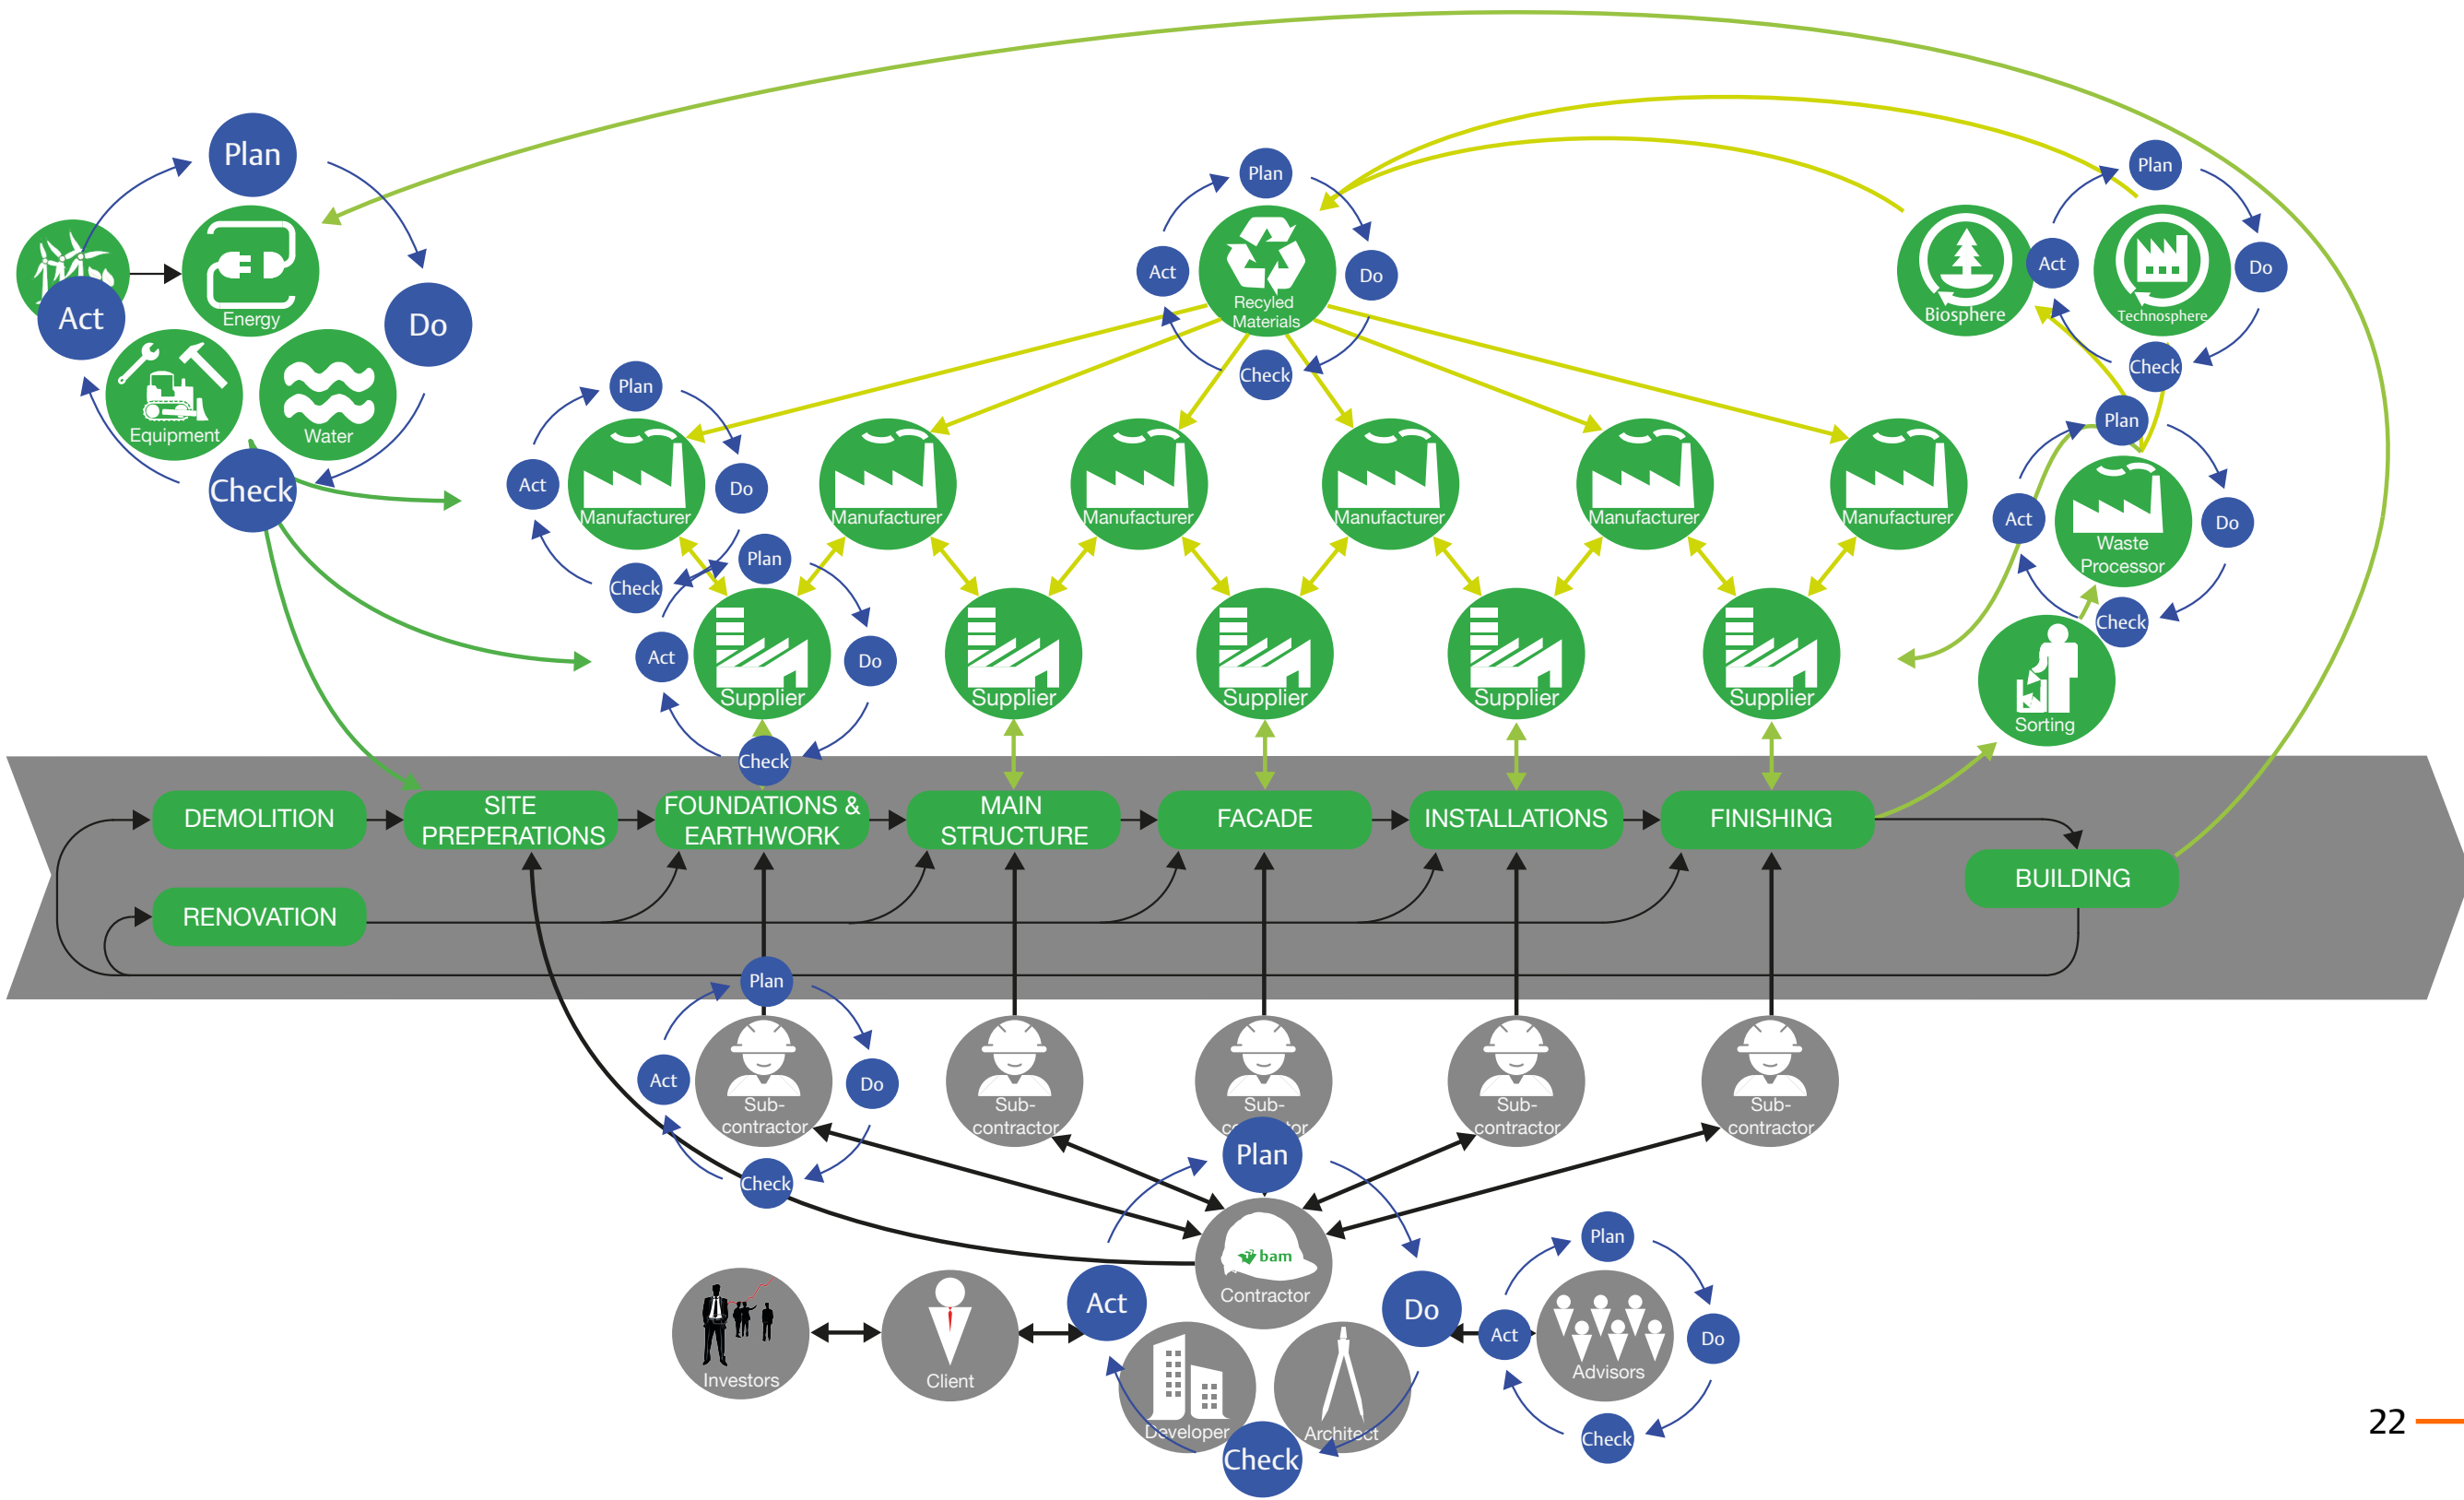 Plan
Do
Check
Act
Energy
Equipment
Water
Plan
Do
Check
Act
Recyled
Materials
Plan
Do
Check
Act
Biosphere
Technosphere
Plan
Do
Check
Act
Manufacturer
Manufacturer
Manufacturer
Manufacturer
Manufacturer
Manufacturer
Plan
Do
Check
Act
Waste
Processor
Plan
Do
Check
Act
Supplier
Supplier
Supplier
Supplier
Supplier
Sorting
DEMOLITION
SITE
PREPERATIONS
FOUNDATIONS &
EARTHWORK
MAIN
STRUCTURE
FACADE
INSTALLATIONS
FINISHING
BUILDING
RENOVATION
Plan
Do
Check
Act
Sub-
contractor
Sub-
contractor
Sub-
Sub-
contractor
Sub-
contractor
Plan
Do
Check
Act
bam
Contractor
Investors
Client
Developer
Architect
Plan
Do
Check
Act
Advisors
22